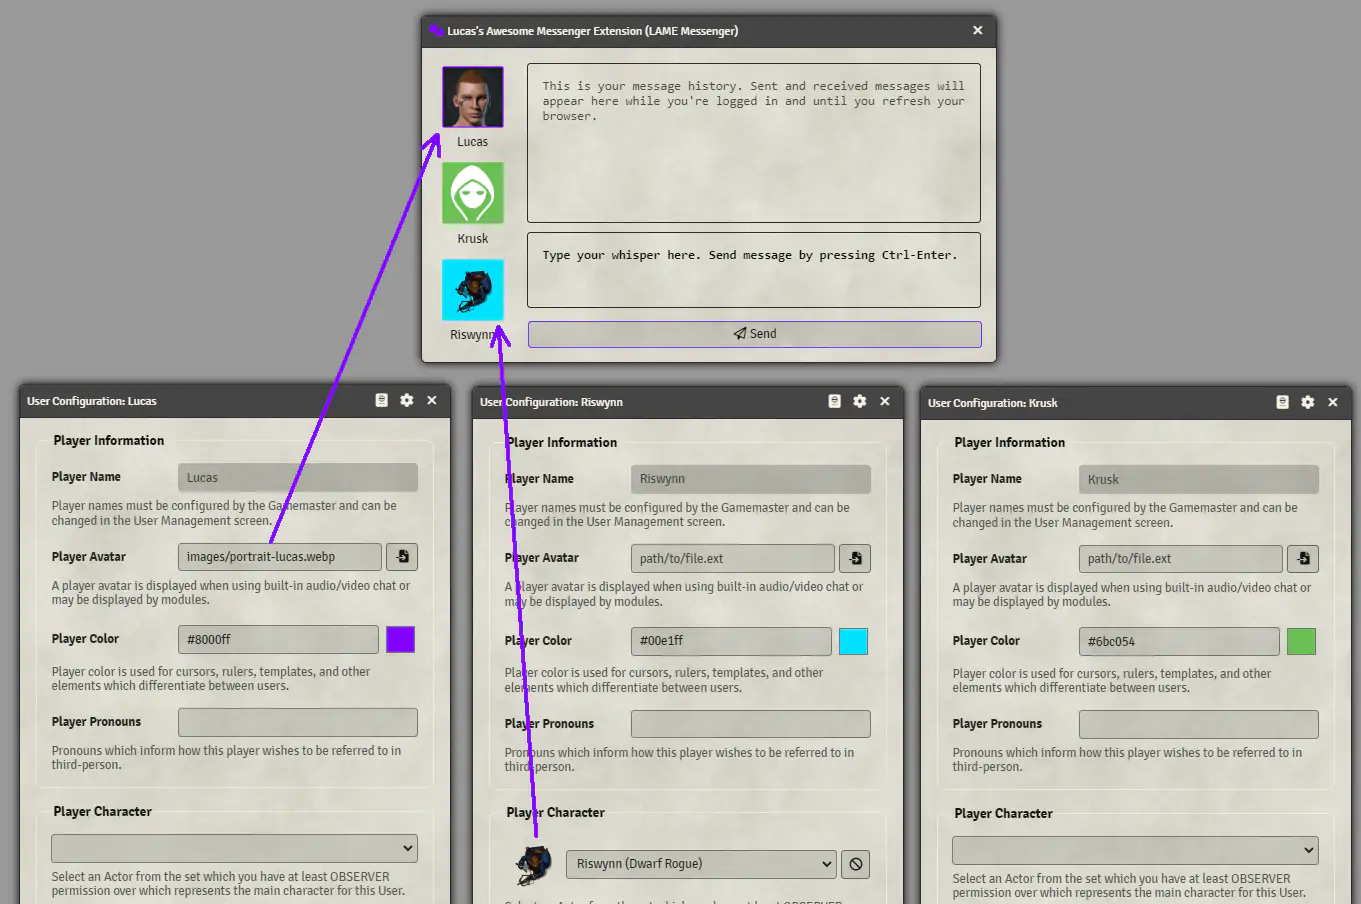 Lucas's Awesome Messenger Extension (LAME Messenger)
This is your message history. Sent and received messages will
appear here while you're logged in and until you refresh your
browser.
Lucas
Krusk
Type your whisper here. Send message by pressing Ctrl-Enter.
Riswynn
Send
User Configuration: Lucas
Player Information
Player Name
Lucas
Player names must be configured by the Gamemaster and can be
changed in the User Management screen.
Player Avatar
images/portrait-lucas.webp
A player avatar is displayed when using built-in audio/video chat or
may be displayed by modules.
Player Color
#8000ff
Player color is used for cursors, rulers, templates, and other
elements which differentiate between users.
Player Pronouns
Pronouns which inform how this player wishes to be referred to in
third-person.
Player Character
Select an Actor from the set which you have at least OBSERVER
permission over which represents the main character for this User.
User Configuration: Riswynn
Player Information
Player Name
Riswynn
Player names must be configured by the Gamemaster and can be
changed in the User Management screen.
Player Avatar
path/to/file.ext
A player avatar is displayed when using built-in audio/video chat or
may be displayed by modules.
Player Color
#00e1ff
Player color is used for cursors, rulers, templates, and other
elements which differentiate between users.
Player Pronouns
Pronouns which inform how this player wishes to be referred to in
third-person.
Player Character
Riswynn (Dwarf Rogue)
User Configuration: Krusk
Player Information
Player Name
Krusk
Player names must be configured by the Gamemaster and can be
changed in the User Management screen.
Player Avatar
path/to/file.ext
A player avatar is displayed when using built-in audio/video chat or
may be displayed by modules.
Player Color
#6bc054
Player color is used for cursors, rulers, templates, and other
elements which differentiate between users.
Player Pronouns
Pronouns which inform how this player wishes to be referred to in
third-person.
Player Character
Select an Actor from the set which you have at least OBSERVER
permission over which represents the main character for this User.